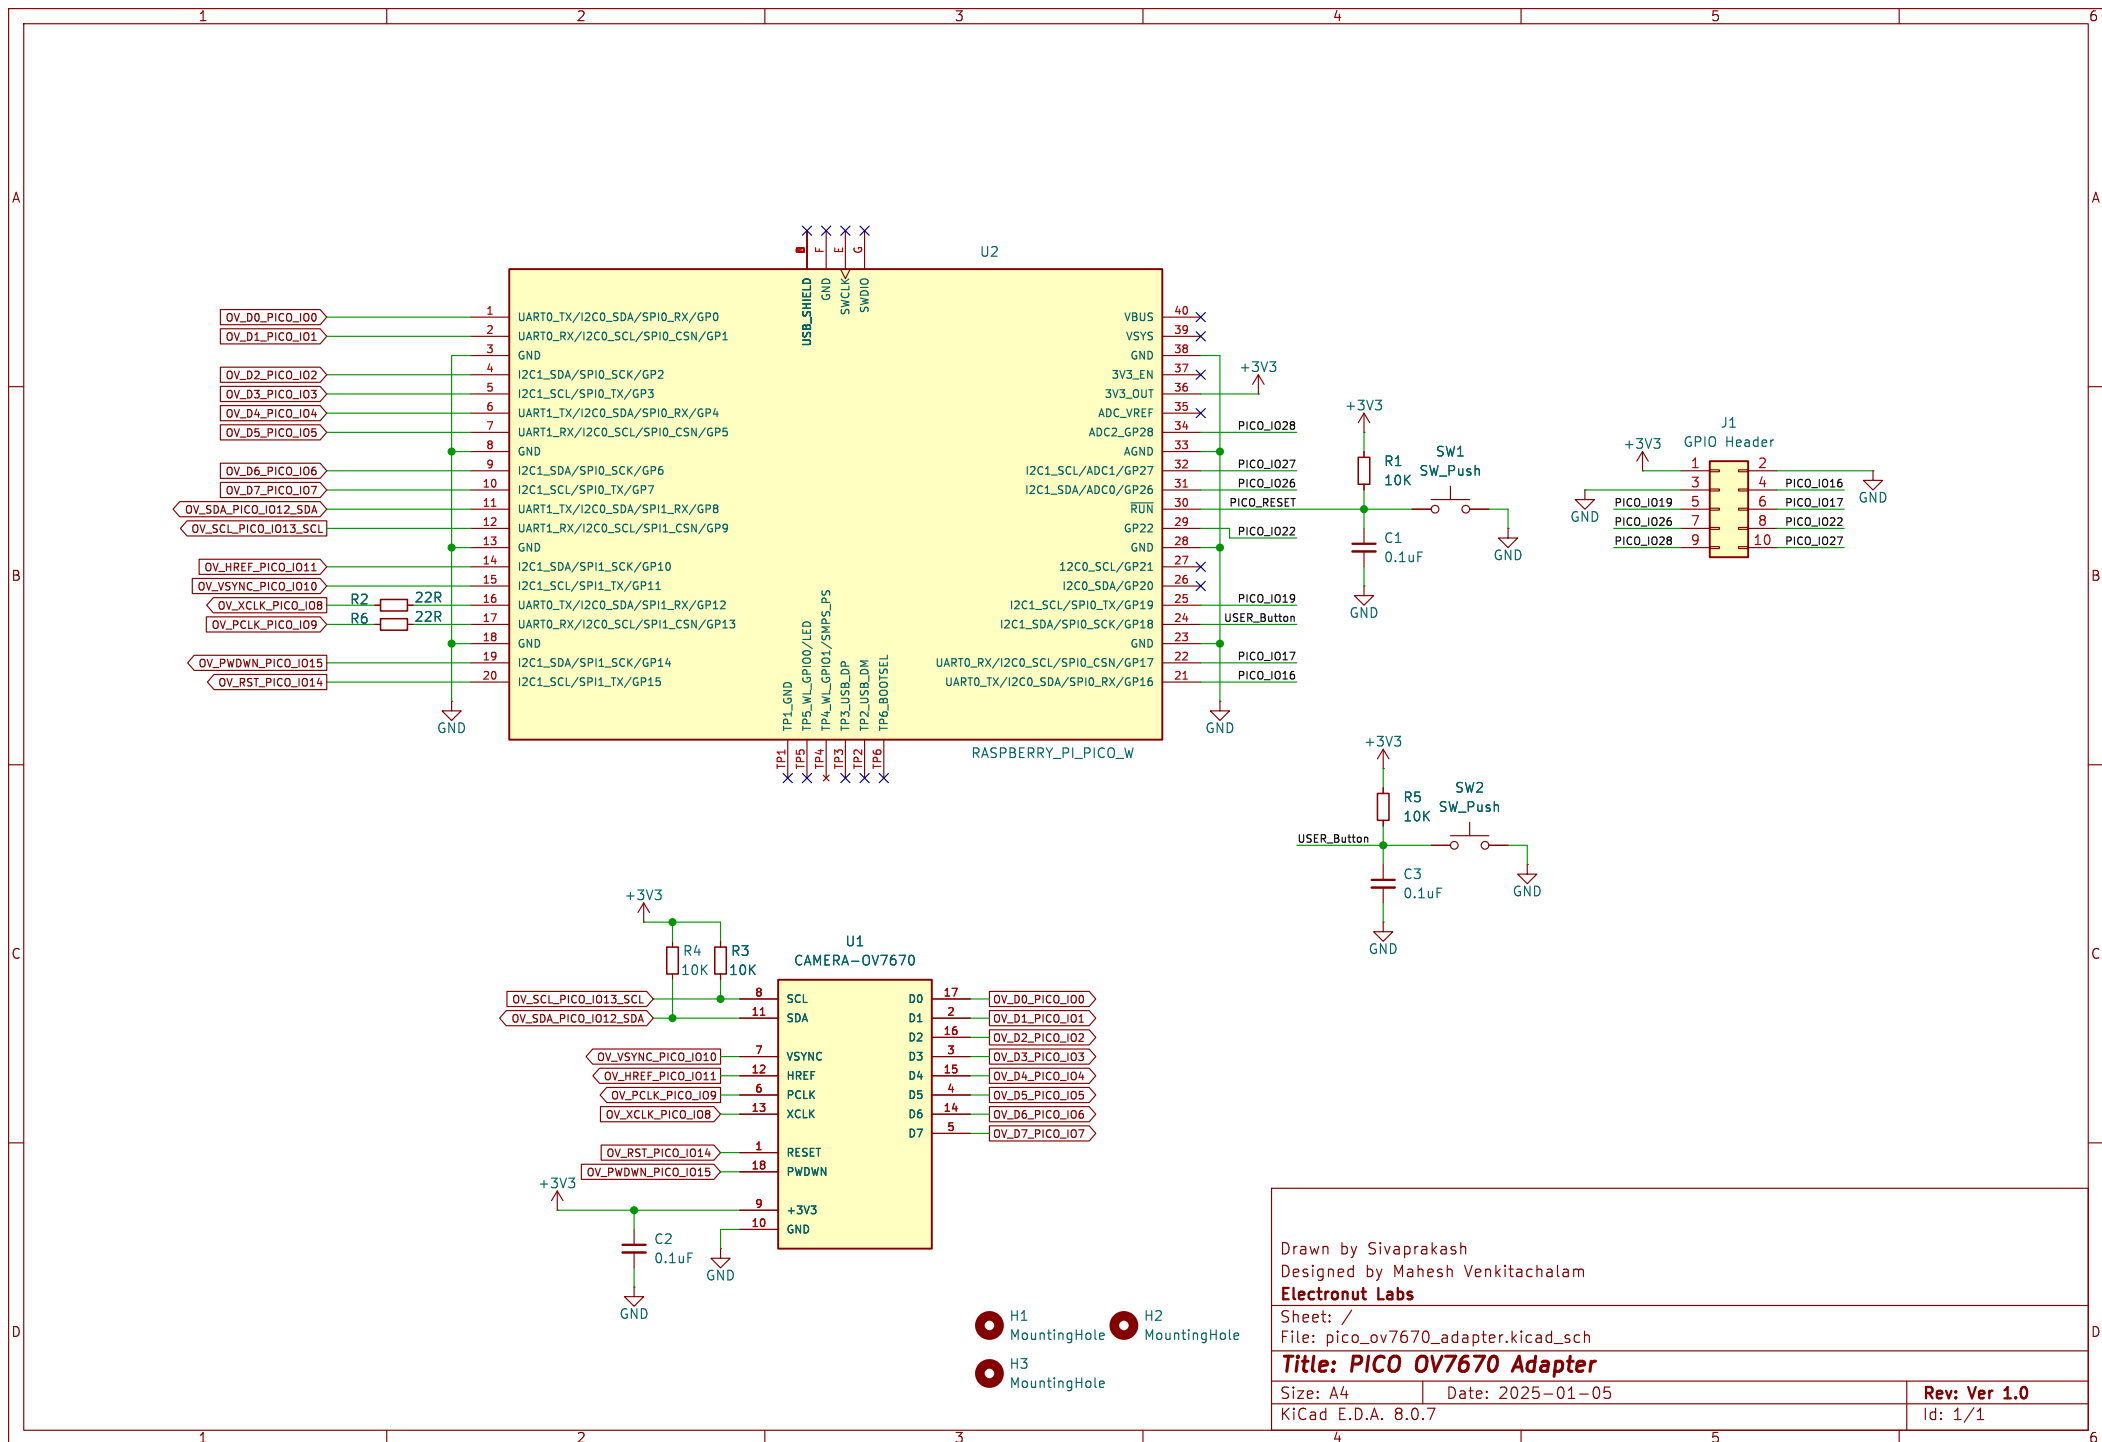 1 2 3 4 5 6
A A
B B
C C
D D
1 2 3 4 5 6
U2
F E G
USB_SHIELD GND SWCLK SWDIO
OV_D0_PICO_IO0 1 UART0_TX/I2C0_SDA/SPI0_RX/GP0
OV_D1_PICO_IO1 2 UART0_RX/I2C0_SCL/SPI0_CSN/GP1
3 GND
OV_D2_PICO_IO2 4 I2C1_SDA/SPI0_SCK/GP2
OV_D3_PICO_IO3 5 I2C1_SCL/SPI0_TX/GP3
OV_D4_PICO_IO4 6 UART1_TX/I2C0_SDA/SPI0_RX/GP4
OV_D5_PICO_IO5 7 UART1_RX/I2C0_SCL/SPI0_CSN/GP5
8 GND
OV_D6_PICO_IO6 9 I2C1_SDA/SPI0_SCK/GP6
OV_D7_PICO_IO7 10 I2C1_SCL/SPI0_TX/GP7
OV_SDA_PICO_IO12_SDA 11 UART1_TX/I2C0_SDA/SPI1_RX/GP8
OV_SCL_PICO_IO13_SCL 12 UART1_RX/I2C0_SCL/SPI1_CSN/GP9
13 GND
OV_HREF_PICO_IO11 14 I2C1_SDA/SPI1_SCK/GP10
OV_VSYNC_PICO_IO10 15 I2C1_SCL/SPI1_TX/GP11
OV_XCLK_PICO_IO8 R2 22R 16 UART0_TX/I2C0_SDA/SPI1_RX/GP12
OV_PCLK_PICO_IO9 R6 22R 17 UART0_RX/I2C0_SCL/SPI1_CSN/GP13
18 GND
OV_PWDWN_PICO_IO15 19 I2C1_SDA/SPI1_SCK/GP14
OV_RST_PICO_IO14 20 I2C1_SCL/SPI1_TX/GP15
GND
VBUS 40
VSYS 39
GND 38
3V3_EN 37
3V3_OUT 36 +3V3
ADC_VREF 35
ADC2_GP28 34 PICO_IO28
AGND 33
I2C1_SCL/ADC1/GP27 32 PICO_IO27
I2C1_SDA/ADC0/GP26 31 PICO_IO26
RUN 30 PICO_RESET
GP22 29 PICO_IO22
GND 28
12C0_SCL/GP21 27
I2C0_SDA/GP20 26
I2C1_SCL/SPI0_TX/GP19 25 PICO_IO19
I2C1_SDA/SPI0_SCK/GP18 24 USER_Button
GND 23
UART0_RX/I2C0_SCL/SPI0_CSN/GP17 22 PICO_IO17
UART0_TX/I2C0_SDA/SPI0_RX/GP16 21 PICO_IO16
GND
TP1_GND TP5_WL_GPIO0/LED TP4_WL_GPIO1/SMPS_PS TP3_USB_DP TP2_USB_DM TP6_BOOTSEL
TP1 TP5 TP4 TP3 TP2 TP6
RASPBERRY_PI_PICO_W
+3V3
R1
10K
SW1
SW_Push
GND
C1
0.1uF
GND
J1
GPIO Header
+3V3 1 2 GND
GND 3 4 PICO_IO16
PICO_IO19 5 6 PICO_IO17
PICO_IO26 7 8 PICO_IO22
PICO_IO28 9 10 PICO_IO27
+3V3
R5
10K
SW2
SW_Push
USER_Button
GND
C3
0.1uF
GND
+3V3
R4
10K
R3
10K
U1
CAMERA-OV7670
OV_SCL_PICO_IO13_SCL 8 SCL D0 17 OV_D0_PICO_IO0
OV_SDA_PICO_IO12_SDA 11 SDA D1 2 OV_D1_PICO_IO1
D2 16 OV_D2_PICO_IO2
OV_VSYNC_PICO_IO10 7 VSYNC D3 3 OV_D3_PICO_IO3
OV_HREF_PICO_IO11 12 HREF D4 15 OV_D4_PICO_IO4
OV_PCLK_PICO_IO9 6 PCLK D5 4 OV_D5_PICO_IO5
OV_XCLK_PICO_IO8 13 XCLK D6 14 OV_D6_PICO_IO6
D7 5 OV_D7_PICO_IO7
OV_RST_PICO_IO14 1 RESET
OV_PWDWN_PICO_IO15 18 PWDWN
+3V3 9 +3V3
10 GND
C2
0.1uF
GND
GND
H1
MountingHole
H2
MountingHole
H3
MountingHole
Drawn by Sivaprakash
Designed by Mahesh Venkitachalam
Electronut Labs
Sheet: /
File: pico_ov7670_adapter.kicad_sch
Title: PICO OV7670 Adapter
Size: A4 Date: 2025-01-05 Rev: Ver 1.0
KiCad E.D.A. 8.0.7 Id: 1/1